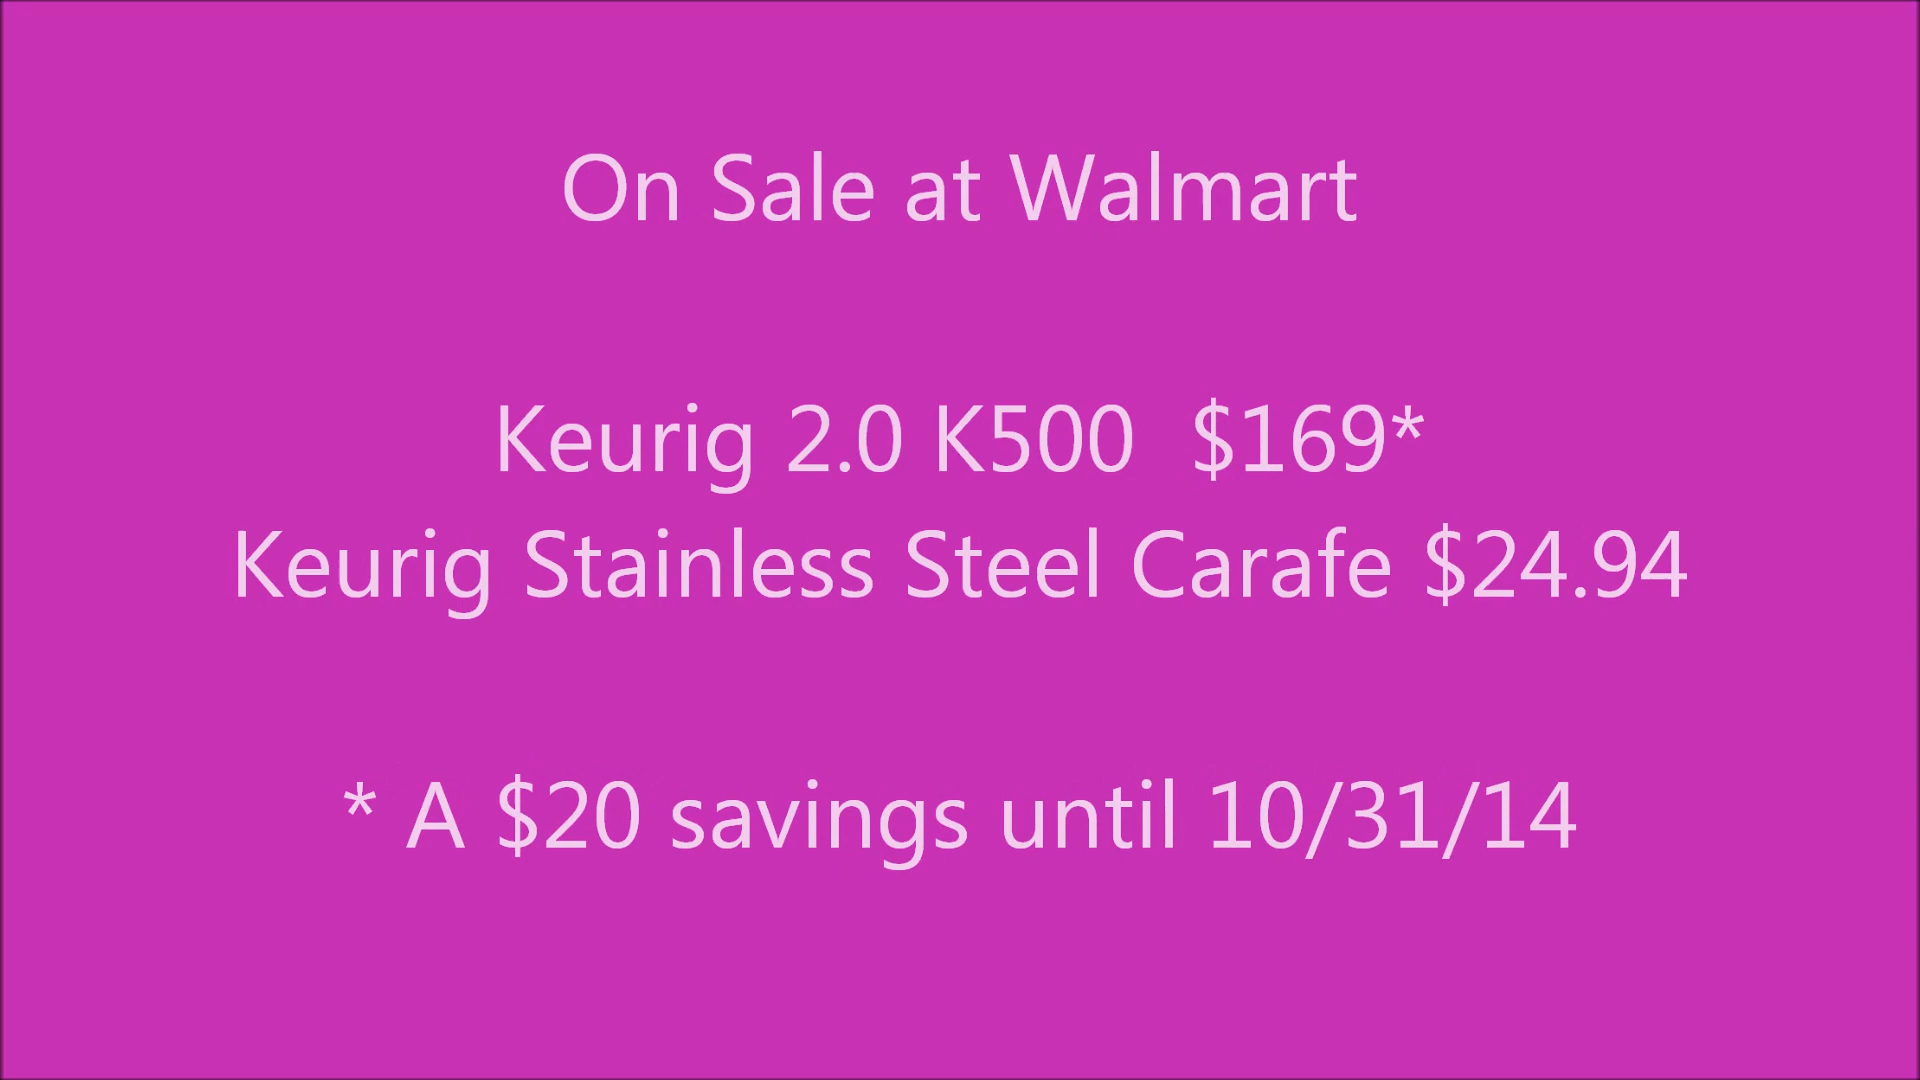 On Sale at Walmart
Keurig 2.0 K500  $169*
Keurig Stainless Steel Carafe $24.94
* A $20 savings until 10/31/14